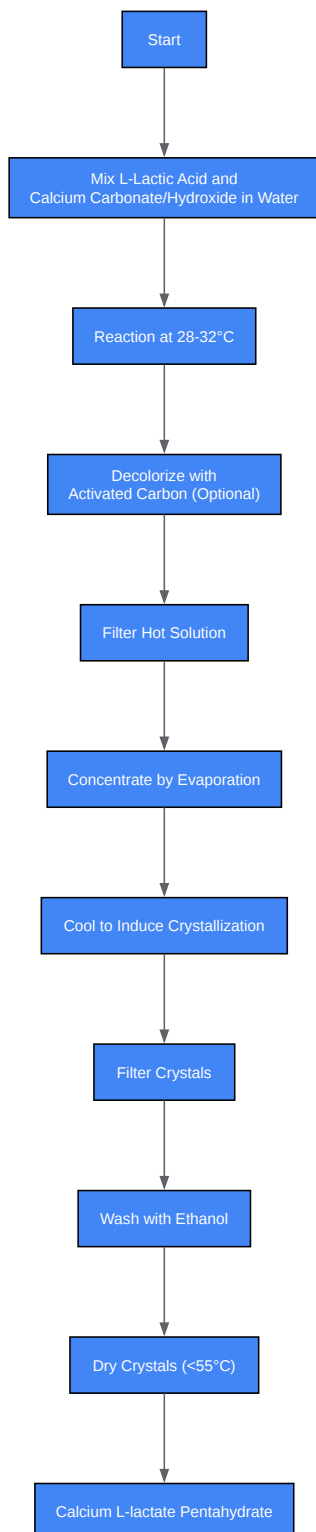 Start
Mix L-Lactic Acid and
Calcium Carbonate/Hydroxide in Water
Reaction at 28-32°C
Decolorize with
Activated Carbon (Optional)
Filter Hot Solution
Concentrate by Evaporation
Cool to Induce Crystallization
Filter Crystals
Wash with Ethanol
Dry Crystals (<55°C)
Calcium L-lactate Pentahydrate